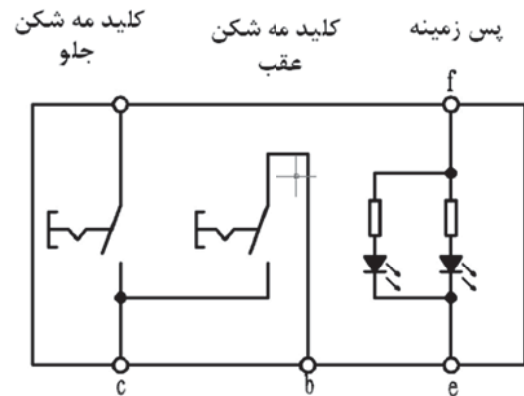 کلید مه شکن
جلو
کلید مه شکن
عقب
پس زمینه
f
c
b
e